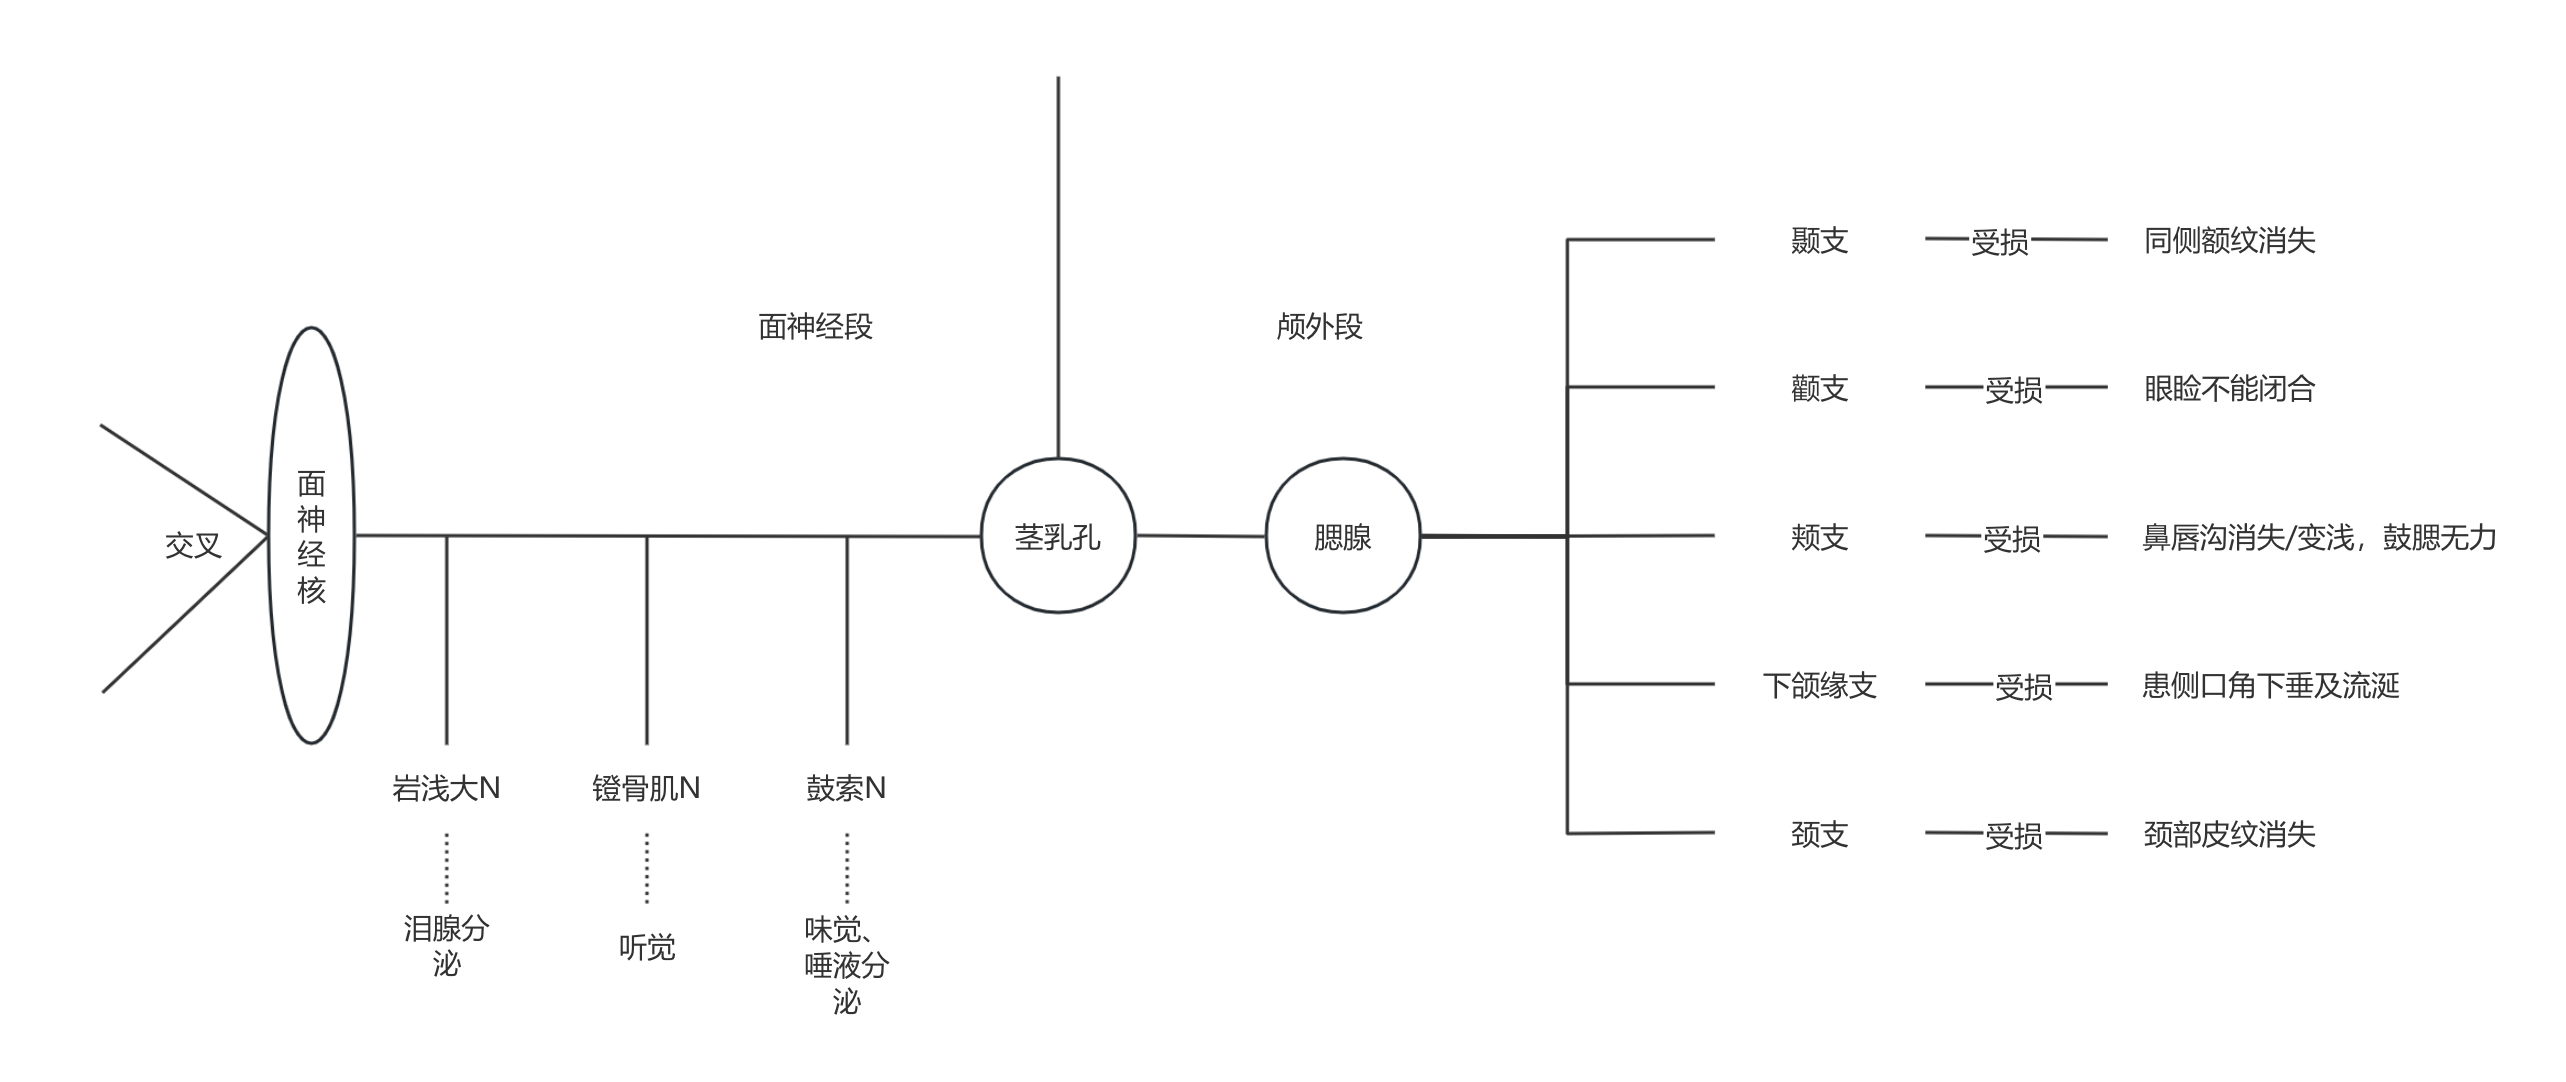 颞支
受损
同侧额纹消失
面神经段
颅外段
颧支
受损
眼睑不能闭合
交叉
面
神
经
核
茎乳孔
腮腺
颊支
受损
鼻唇沟消失/变浅，鼓腮无力
下颌缘支
受损
患侧口角下垂及流涎
岩浅大N
镫骨肌N
鼓索N
颈支
受损
颈部皮纹消失
泪腺分
泌
听觉
味觉、
唾液分
泌